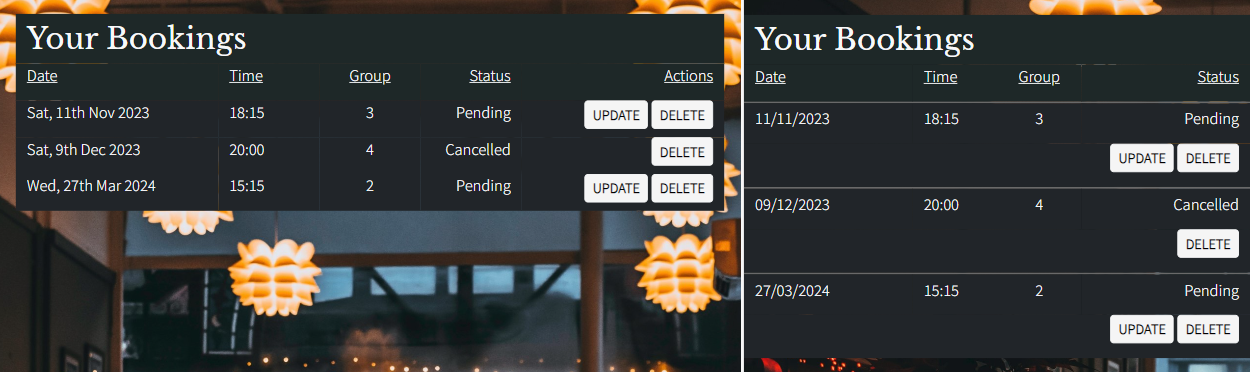 Your Bookings
Date Time Group Status Actions
Sat, 11th Nov 2023 18:15 3 Pending UPDATE DELETE
Sat, 9th Dec 2023 20:00 4 Cancelled DELETE
Wed, 27th Mar 2024 15:15 2 Pending UPDATE DELETE
Your Bookings
Date Time Group Status
11/11/2023 18:15 3 Pending
UPDATE DELETE
09/12/2023 20:00 4 Cancelled
DELETE
27/03/2024 15:15 2 Pending
UPDATE DELETE